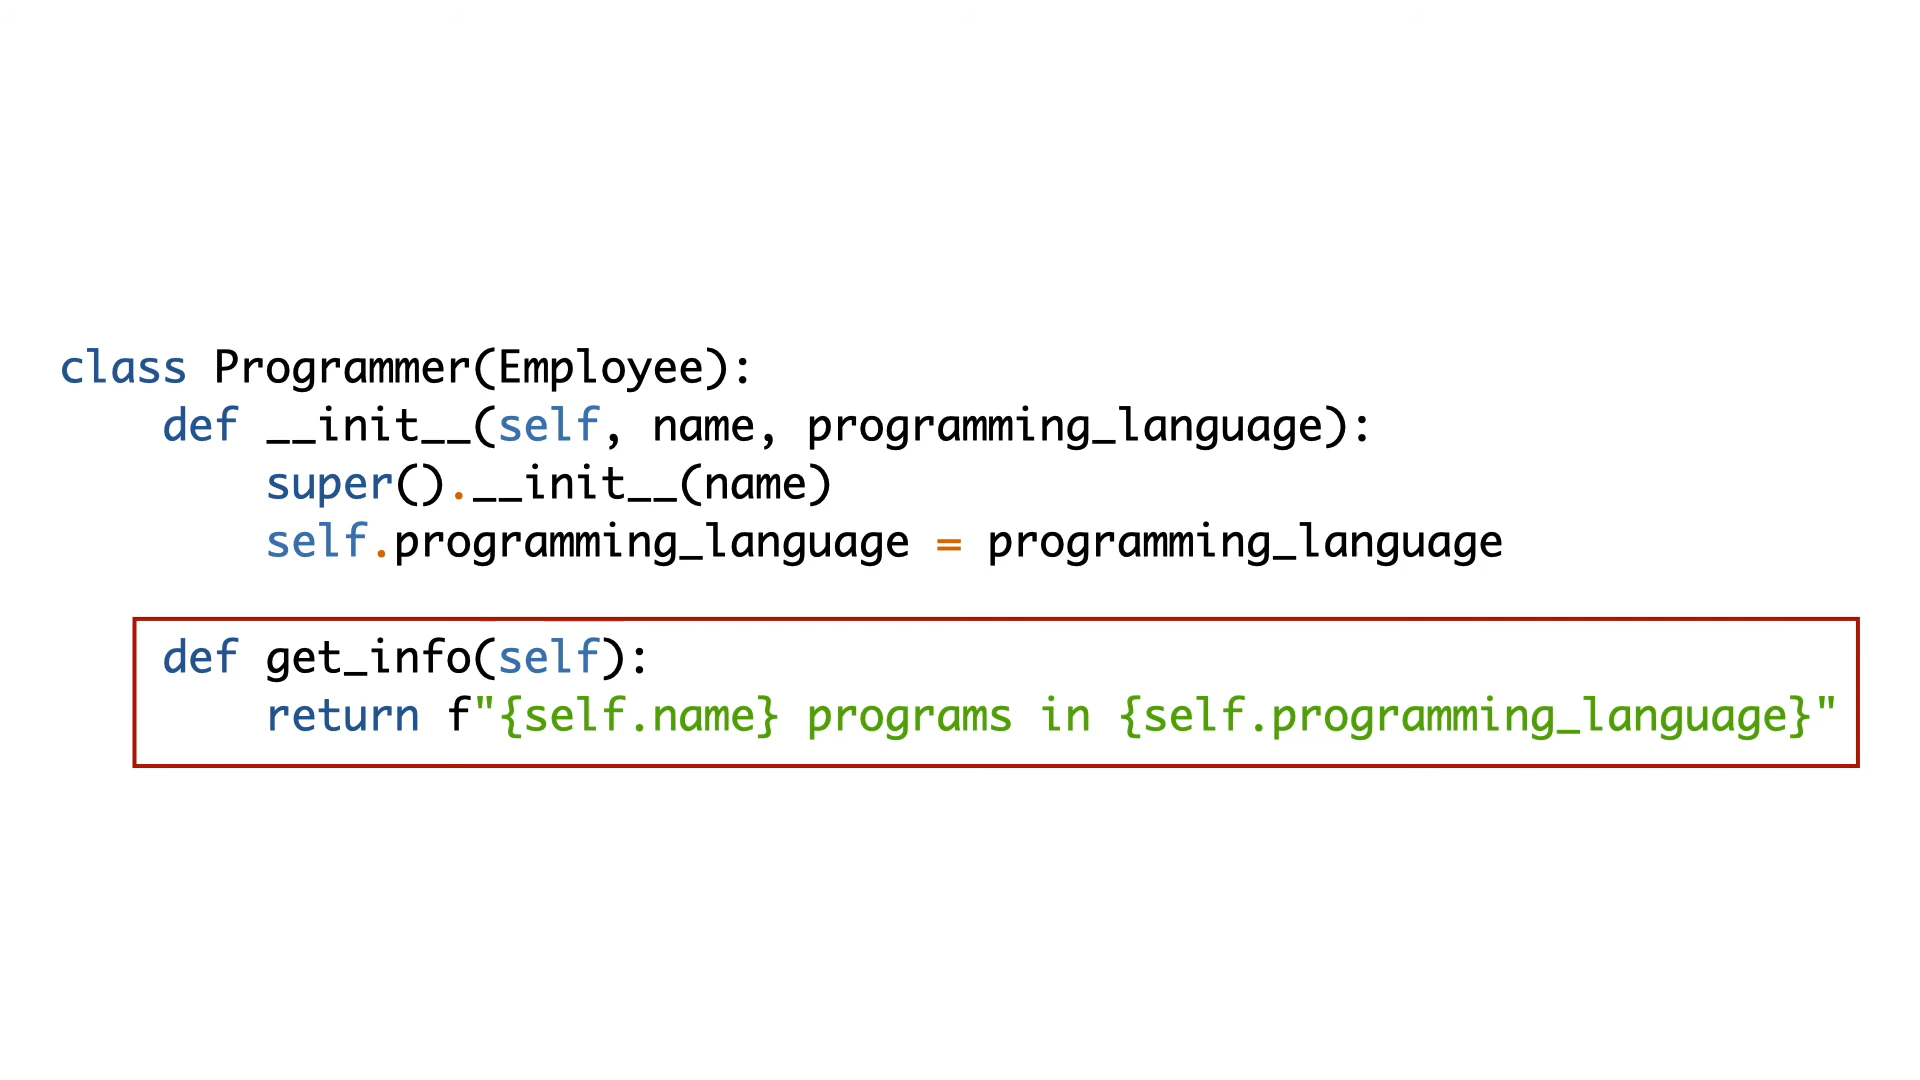 class Programmer(Employee):
    def __init__(self, name, programming_language):
        super().__init__(name)
        self.programming_language = programming_language
    def get_info(self):
        return f"{self.name} programs in {self.programming_language}"